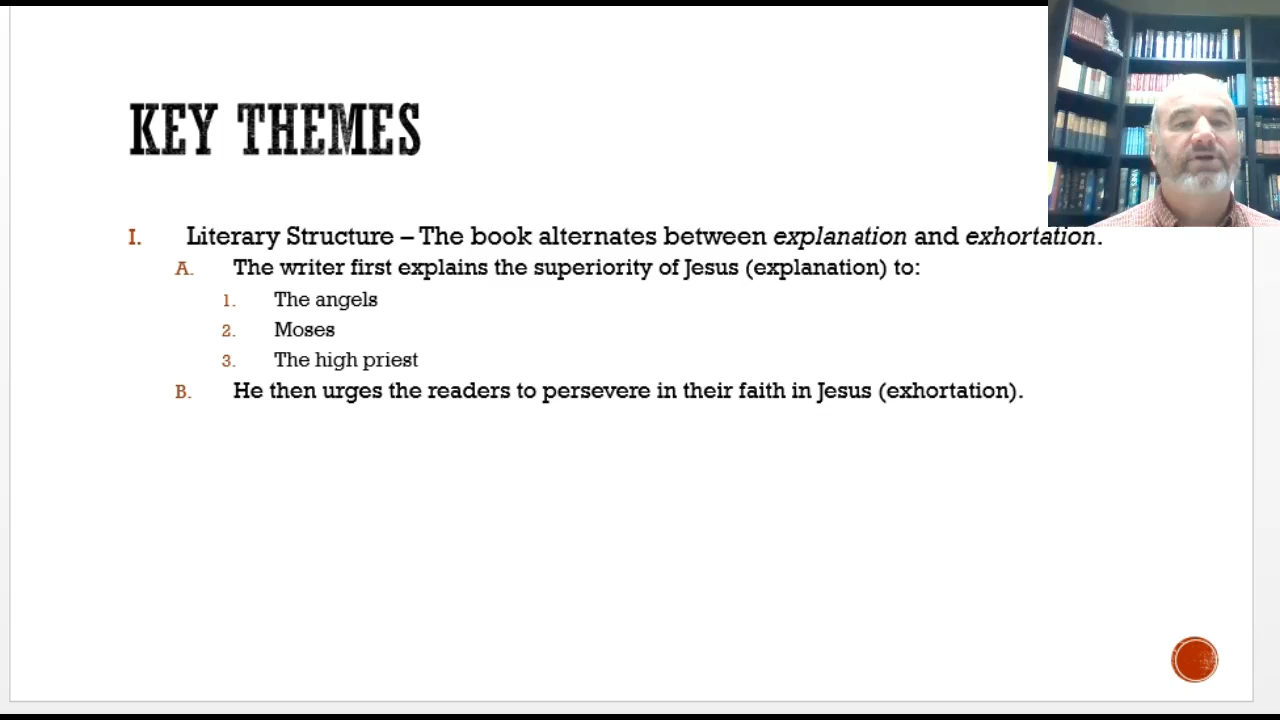 KEY THEMES
I. Literary Structure – The book alternates between explanation and exhortation.
A. The writer first explains the superiority of Jesus (explanation) to:
1. The angels
2. Moses
3. The high priest
B. He then urges the readers to persevere in their faith in Jesus (exhortation).